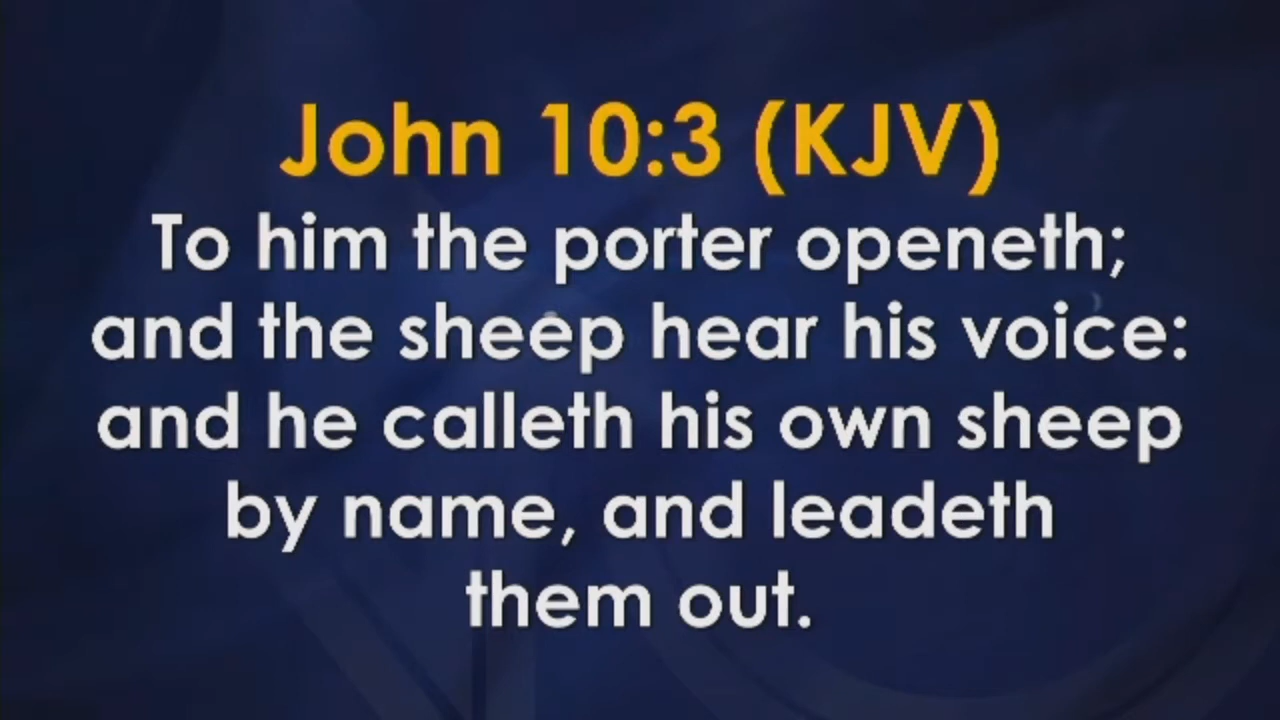 John 10:3 (KJV)
To him the porter openeth;
and the sheep hear his voice:
and he calleth his own sheep
by name, and leadeth
them out.